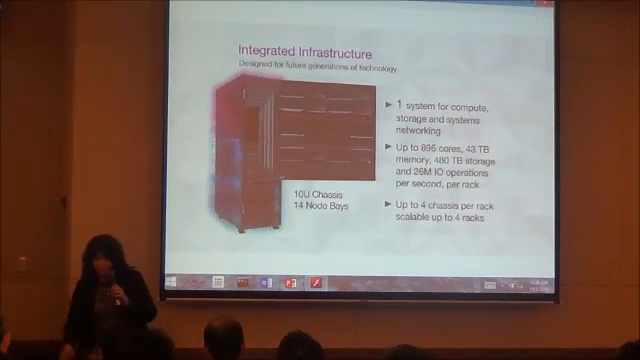 Integrated Infrastructure
Designed for future generations of technology
► 1 system for compute,
storage and systems
networking
► Up to 896 cores, 43 TB
memory, 480 TB storage
and 26M IO operations
per second, per rack
10U Chassis
14 Node Bays
► Up to 4 chassis per rack
scalable up to 4 racks